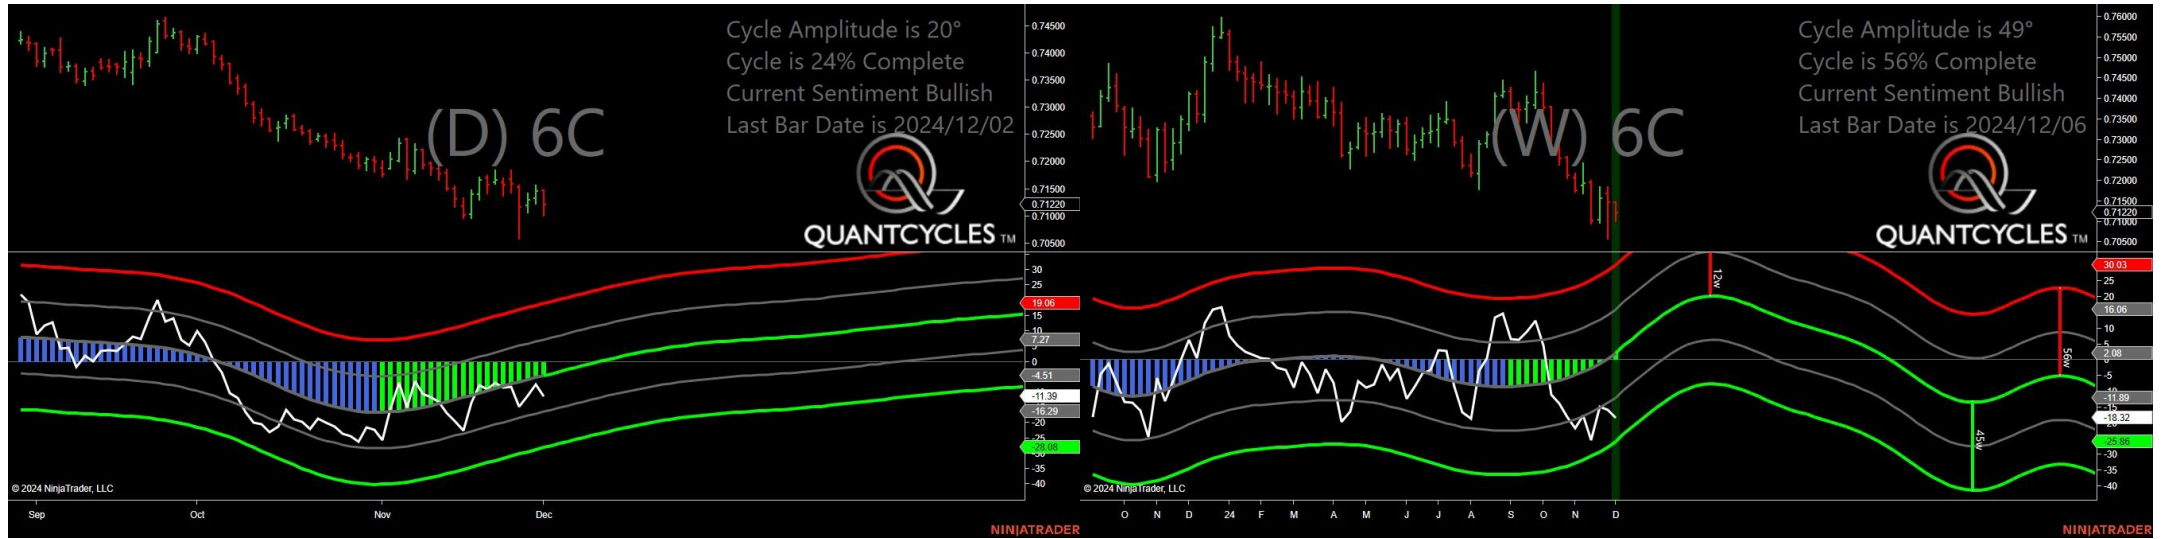 Cycle Amplitude is 20°
Cycle is 24% Complete
Current Sentiment Bullish
Last Bar Date is 2024/12/02
(D) 6C
QUANTCYCLES TM
0.74500
0.74000
0.73500
0.73000
0.72500
0.72000
0.71500
0.71220
0.71000
0.70500
30
25
19.06
15
10
7.27
5
0
-4.51
-11.39
-16.29
-20
-25
-28.08
-30
-35
-40
© 2024 NinjaTrader, LLC
Sep Oct Nov Dec
NINJATRADER
Cycle Amplitude is 49°
Cycle is 56% Complete
Current Sentiment Bullish
Last Bar Date is 2024/12/06
(W) 6C
QUANTCYCLES TM
0.76000
0.75500
0.75000
0.74500
0.74000
0.73500
0.73000
0.72500
0.72000
0.71500
0.71220
0.71000
0.70500
12w
45w
56w
30.03
25
20
16.06
10
5
2.08
-5
-11.89
-15
-18.32
-25.86
-30
-35
-40
© 2024 NinjaTrader, LLC
O N D 24 F M A M J J A S O N D
NINJATRADER